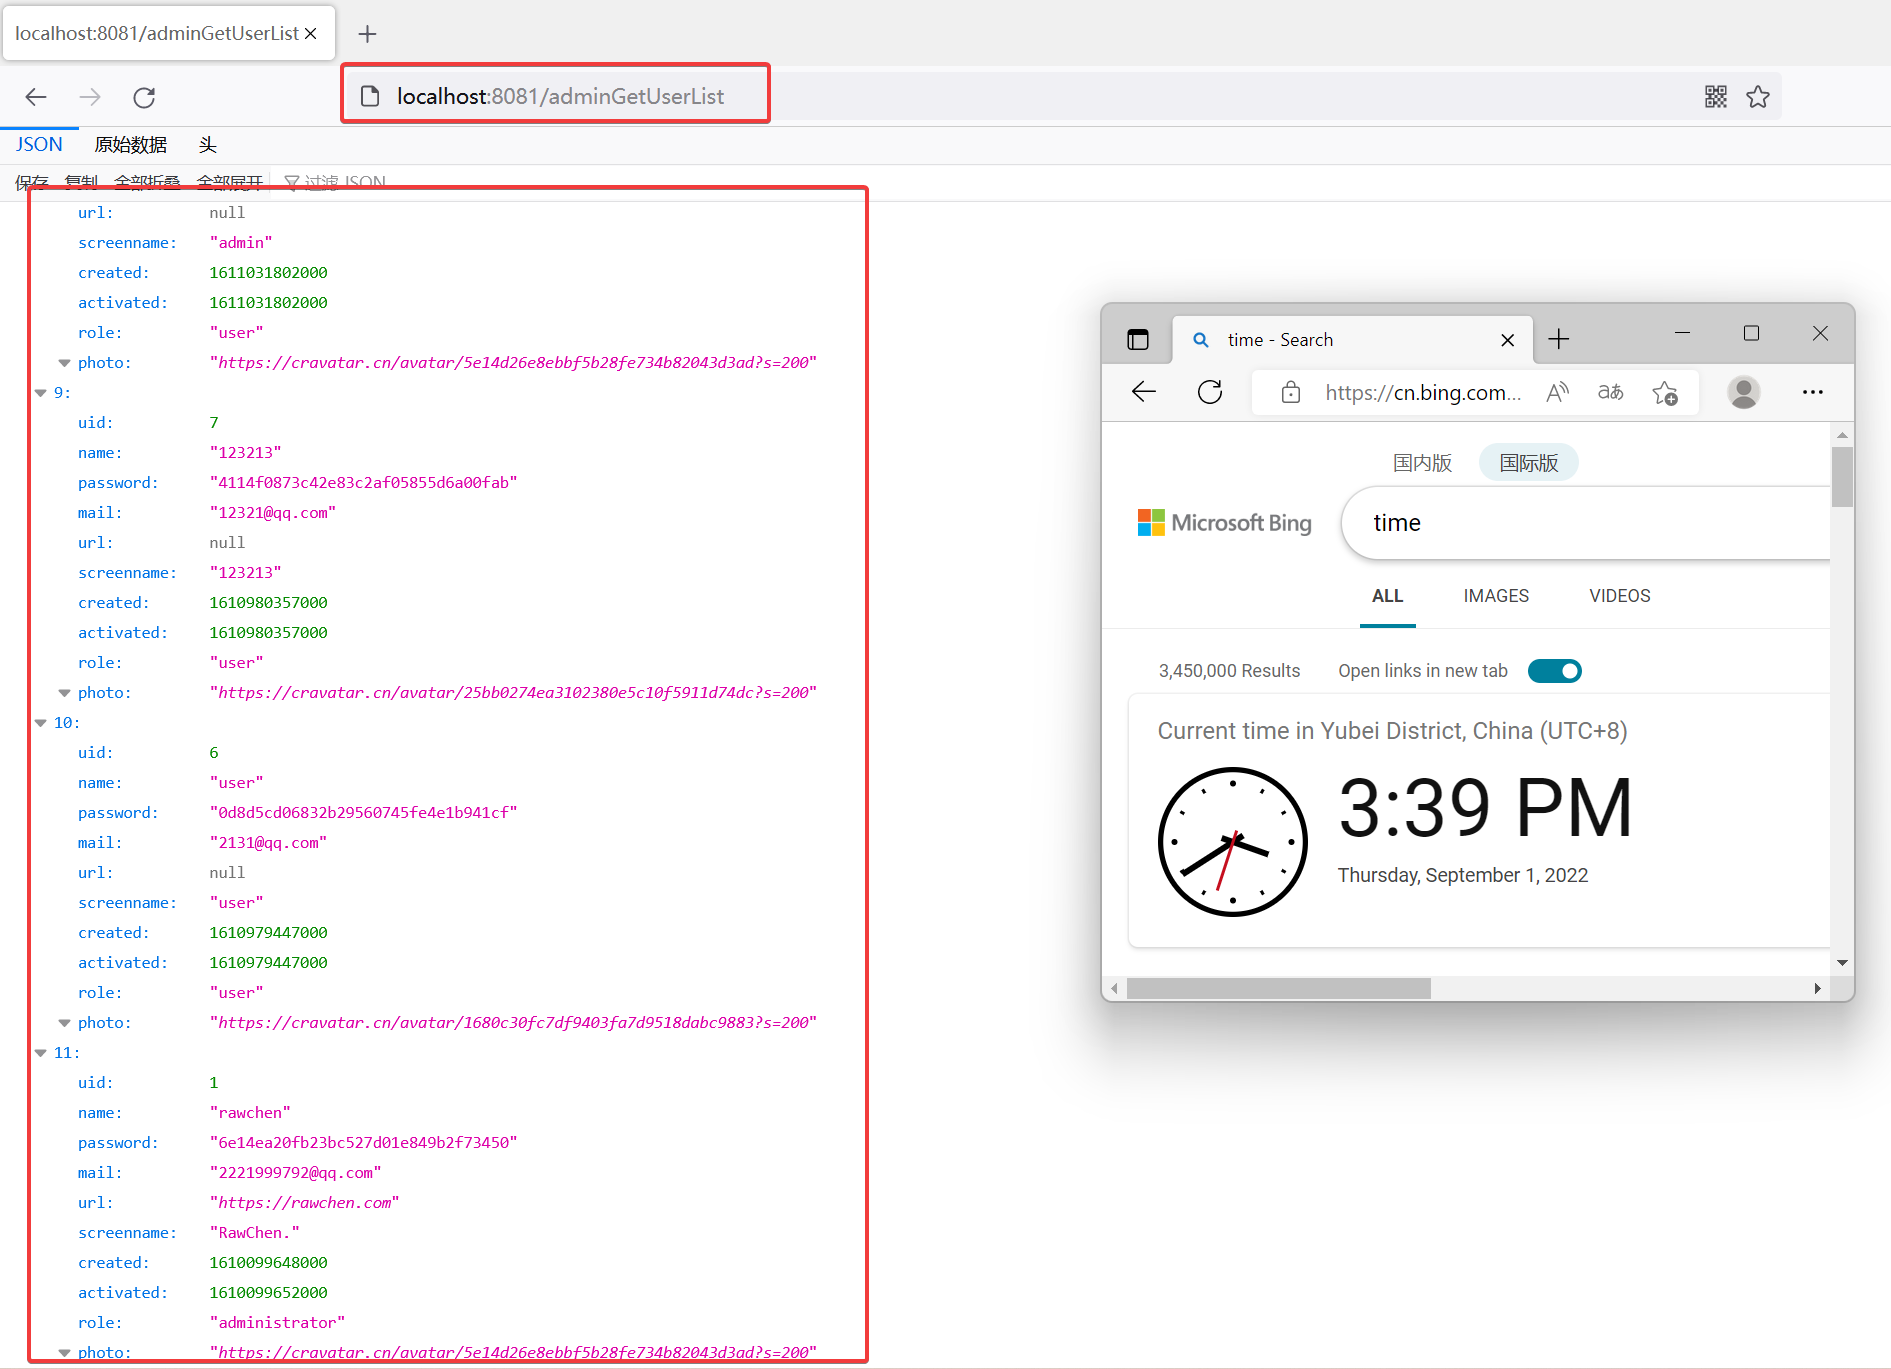 localhost:8081/adminGetUserList
localhost:8081/adminGetUserList
JSON 原始数据 头
保存 复制 全部折叠 全部展开 过滤 JSON
url: null
screenname: "admin"
created: 1611031802000
activated: 1611031802000
role: "user"
photo: "https://cravatar.cn/avatar/5e14d26e8ebbf5b28fe734b82043d3ad?s=200"
9:
uid: 7
name: "123213"
password: "4114f0873c42e83c2af05855d6a00fab"
mail: "12321@qq.com"
url: null
screenname: "123213"
created: 1610980357000
activated: 1610980357000
role: "user"
photo: "https://cravatar.cn/avatar/25bb0274ea3102380e5c10f5911d74dc?s=200"
10:
uid: 6
name: "user"
password: "0d8d5cd06832b29560745fe4e1b941cf"
mail: "2131@qq.com"
url: null
screenname: "user"
created: 1610979447000
activated: 1610979447000
role: "user"
photo: "https://cravatar.cn/avatar/1680c30fc7df9403fa7d9518dabc9883?s=200"
11:
uid: 1
name: "rawchen"
password: "6e14ea20fb23bc527d01e849b2f73450"
mail: "2221999792@qq.com"
url: "https://rawchen.com"
screenname: "RawChen."
created: 1610099648000
activated: 1610099652000
role: "administrator"
photo: "https://cravatar.cn/avatar/5e14d26e8ebbf5b28fe734b82043d3ad?s=200"
time - Search
https://cn.bing.com...
国内版 国际版
Microsoft Bing
time
ALL IMAGES VIDEOS
3,450,000 Results Open links in new tab
Current time in Yubei District, China (UTC+8)
3:39 PM
Thursday, September 1, 2022